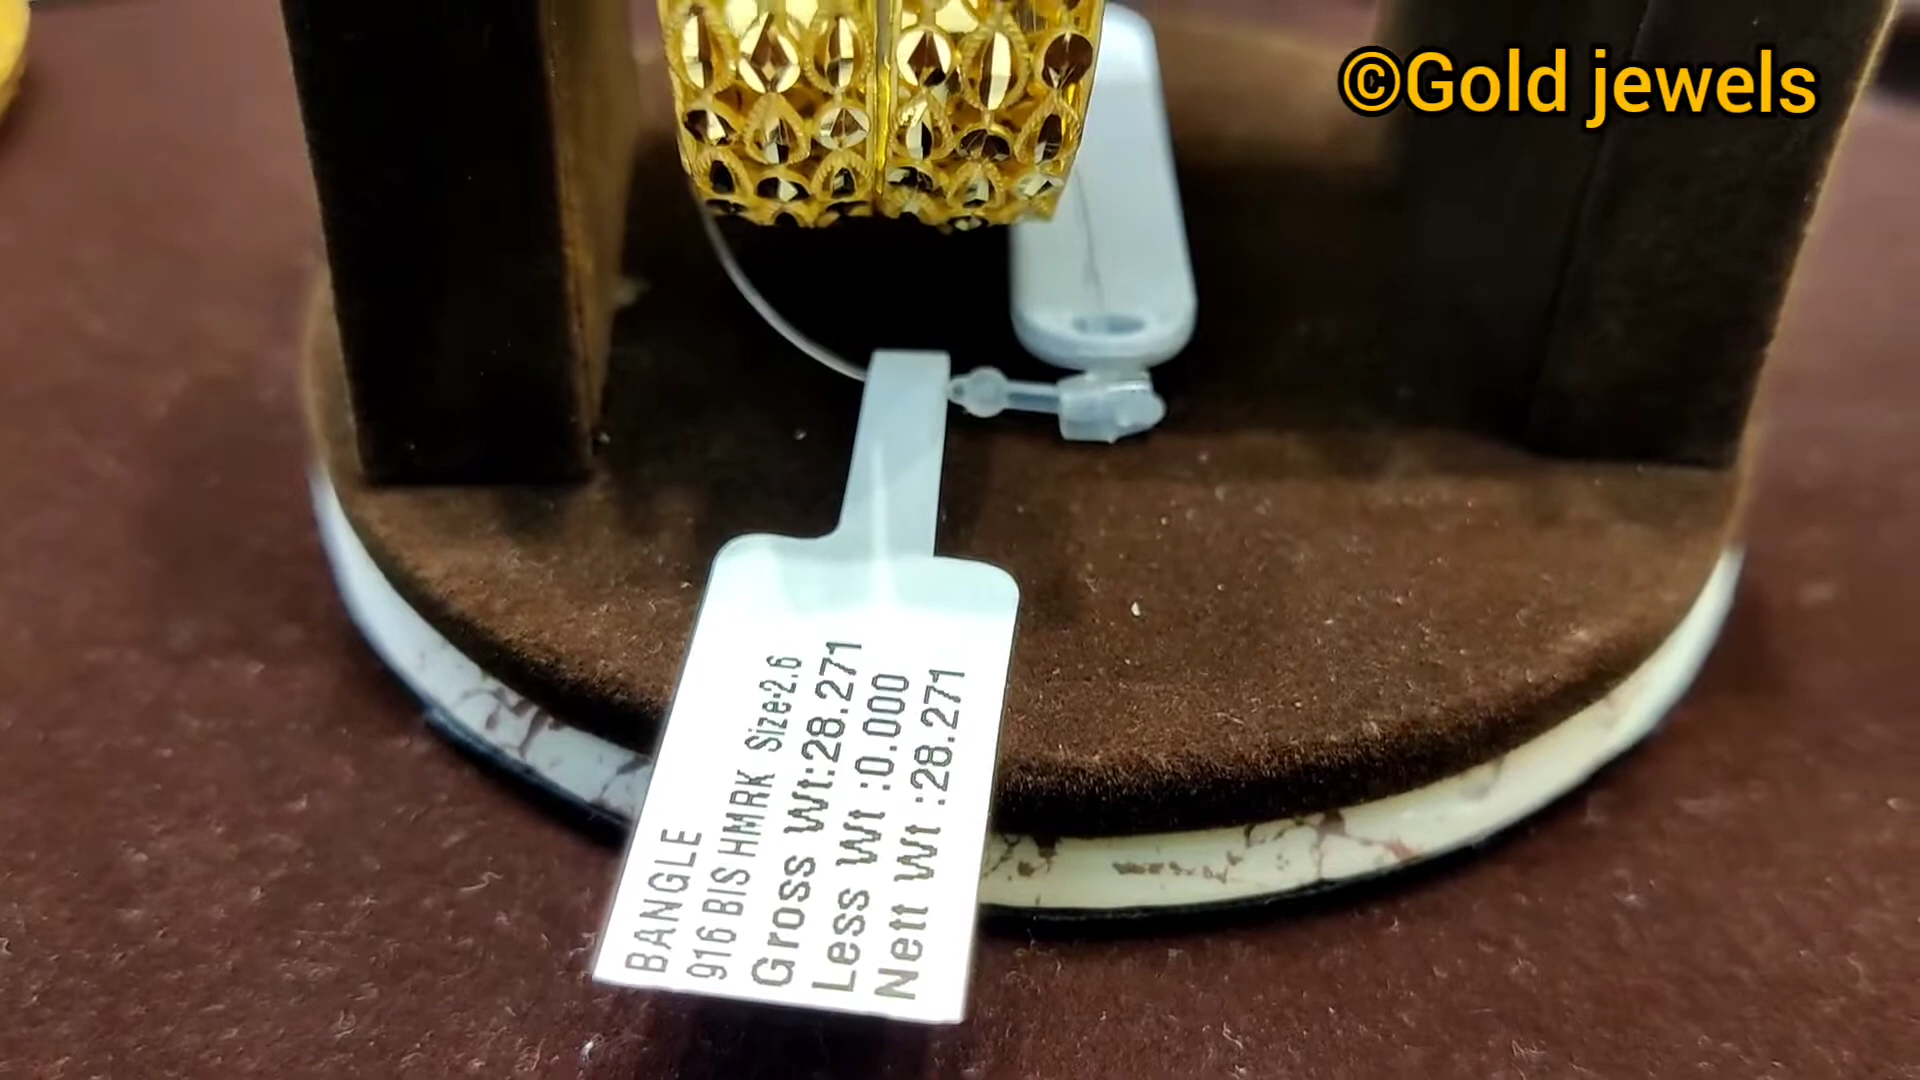 ©Gold jewels
BANGLE
916 BIS HMRK Size:2.6
Gross Wt:28.271
Less Wt :0.000
Nett Wt :28.271